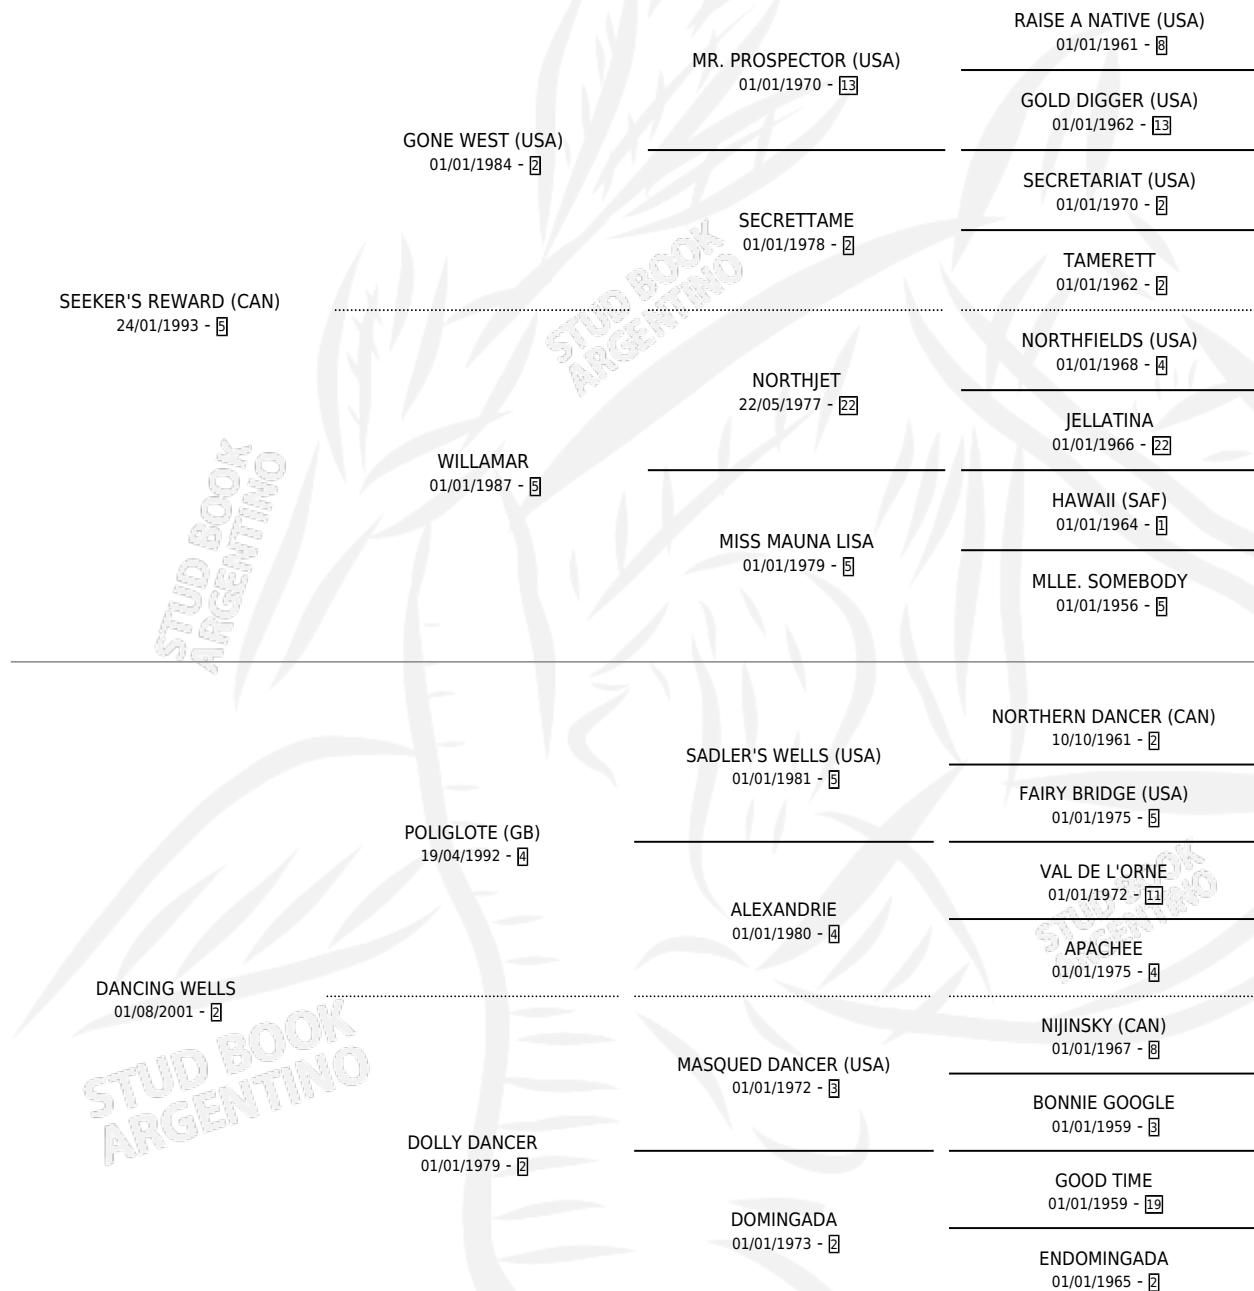 RAISE A NATIVE (USA)
01/01/1961 - 8
MR. PROSPECTOR (USA)
01/01/1970 - 13
GOLD DIGGER (USA)
01/01/1962 - 13
GONE WEST (USA)
01/01/1984 - 2
SECRETARIAT (USA)
01/01/1970 - 2
SECRETTAME
01/01/1978 - 2
TAMERETT
01/01/1962 - 2
SEEKER'S REWARD (CAN)
24/01/1993 - 5
NORTHFIELDS (USA)
01/01/1968 - 4
NORTHJET
22/05/1977 - 22
JELLATINA
01/01/1966 - 22
WILLAMAR
01/01/1987 - 5
HAWAII (SAF)
01/01/1964 - 1
MISS MAUNA LISA
01/01/1979 - 5
MLLE. SOMEBODY
01/01/1956 - 5
STUD BOOK
ARGENTINO
STUD BOOK
ARGENTINO
NORTHERN DANCER (CAN)
10/10/1961 - 2
SADLER'S WELLS (USA)
01/01/1981 - 5
FAIRY BRIDGE (USA)
01/01/1975 - 5
POLIGLOTE (GB)
19/04/1992 - 4
VAL DE L'ORNE
01/01/1972 - 11
ALEXANDRIE
01/01/1980 - 4
APACHEE
01/01/1975 - 4
STUD BOOK
ARGENTINO
DANCING WELLS
01/08/2001 - 2
NIJINSKY (CAN)
01/01/1967 - 8
MASQUED DANCER (USA)
01/01/1972 - 3
BONNIE GOOGLE
01/01/1959 - 3
DOLLY DANCER
01/01/1979 - 2
GOOD TIME
01/01/1959 - 19
DOMINGADA
01/01/1973 - 2
ENDOMINGADA
01/01/1965 - 2
STUD BOOK
ARGENTINO